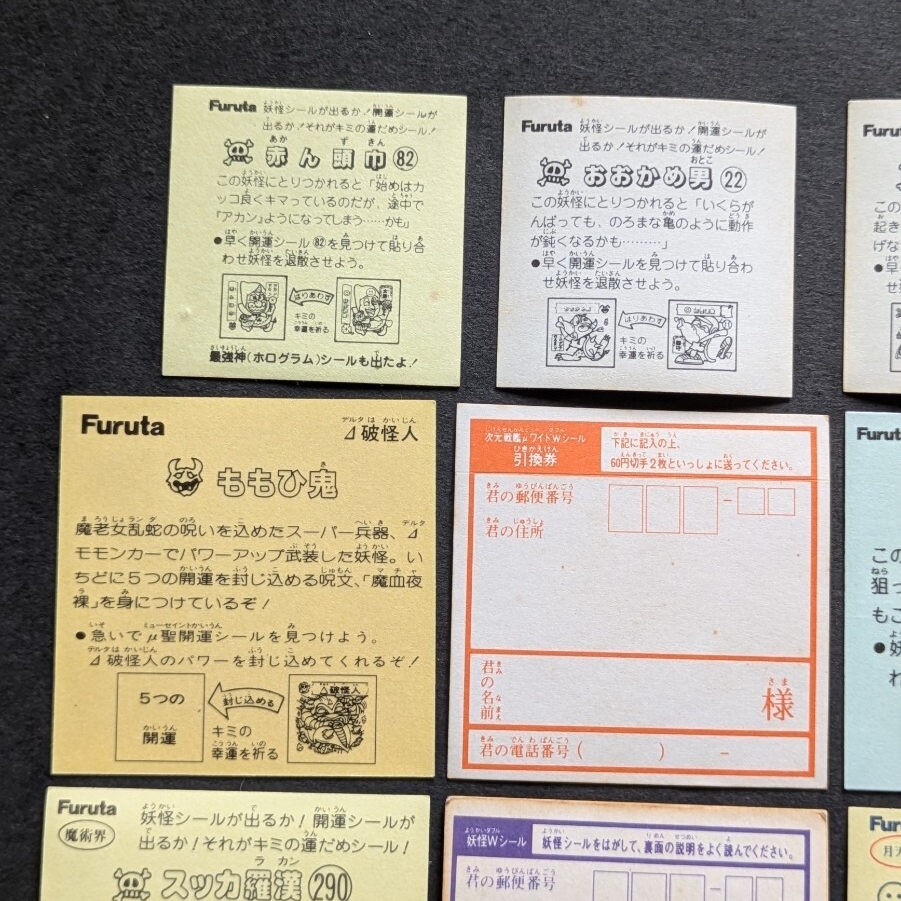 Furuta 妖怪シールが出るか！開運シールが
出るか！それがキミの運だめシール！
赤ん頭巾 82
この妖怪にとりつかれると「始めはカ
ッコ良くキマっているのだが、途中で
「アカン」ようになってしまう……かも」
●早く開運シール82を見つけて貼り合
わせ妖怪を退散させよう。
はりあわす
キミの
幸運を祈る
最強神(ホログラム)シールも出たよ！
Furuta 妖怪シールが出るか！開運シールが
出るか！それがキミの運だめシール！
おおかめ男 22
この妖怪にとりつかれると「いくらが
んばっても、のろまな亀のように動作
が鈍くなるかも………」
●早く開運シールを見つけて貼り合わ
せ妖怪を退散させよう。
はりあわす
キミの
幸運を祈る
Furuta
この
起き
げな
●早
せ
Furuta
⊿破怪人
ももひ鬼
魔老女乱蛇の呪いを込めたスーパー兵器、⊿
モモンカーでパワーアップ武装した妖怪。い
ちどに5つの開運を封じ込める呪文、「魔血夜
裸」を身につけているぞ！
●急いでμ聖開運シールを見つけよう。
⊿破怪人のパワーを封じ込めてくれるぞ！
5つの
開運
封じ込める
キミの
幸運を祈る
⊿破怪人
次元戦艦μワイドWシール
引換券
下記に記入の上、
60円切手2枚といっしょに送ってください。
君の郵便番号
君の住所
君の名前
様
君の電話番号( ) −
Furut
この
狙っ
もこ
●妖
れ
Furuta 妖怪シールが出るか！開運シールが
魔術界 出るか！それがキミの運だめシール！
スッカ羅漢 290
妖怪Wシール
妖怪シールをはがして、裏面の説明をよく読んでください。
君の郵便番号
Fur